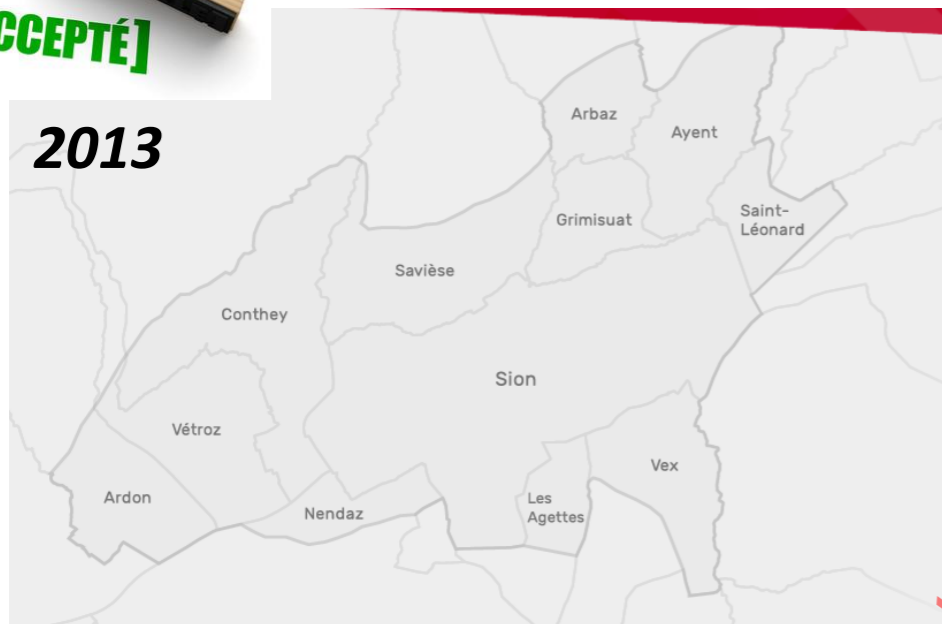 CCEPTÉ]
2013
Arbaz
Ayent
Saint-
Léonard
Grimisuat
Savièse
Conthey
Sion
Vétroz
Vex
Ardon
Les
Agettes
Nendaz